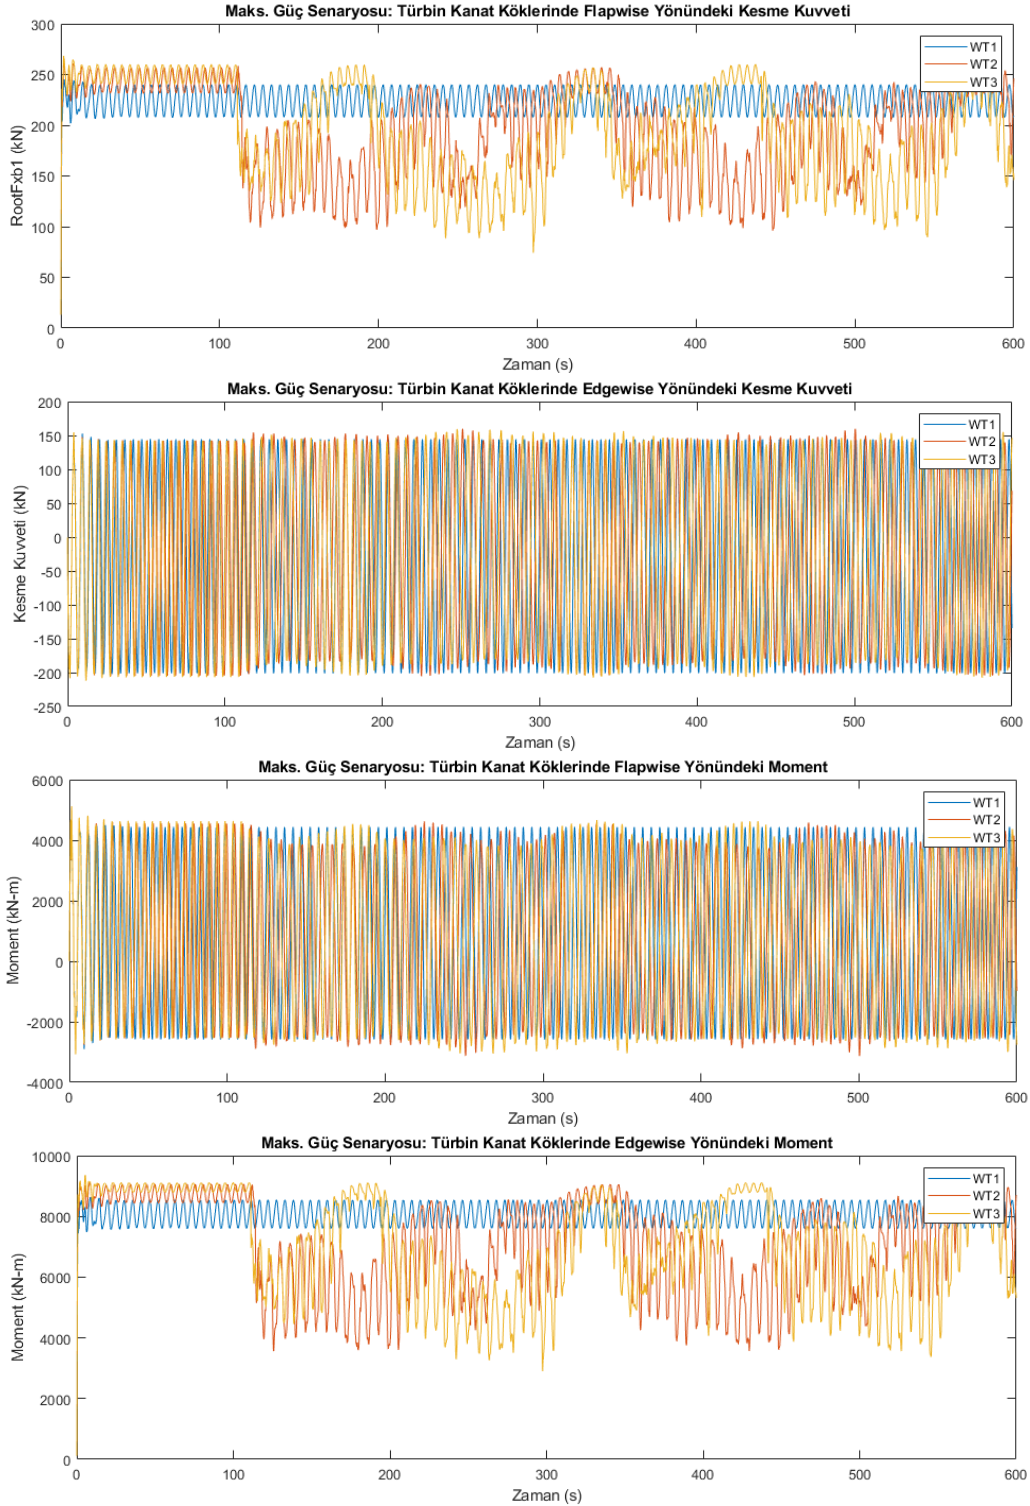 Maks. Güç Senaryosu: Türbin Kanat Köklerinde Flapwise Yönündeki Kesme Kuvveti
300
250
200
150
100
50
0
RootFxb1 (kN)
WT1
WT2
WT3
0 100 200 300 400 500 600
Zaman (s)
Maks. Güç Senaryosu: Türbin Kanat Köklerinde Edgewise Yönündeki Kesme Kuvveti
200
150
100
50
0
-50
-100
-150
-200
-250
Kesme Kuvveti (kN)
WT1
WT2
WT3
0 100 200 300 400 500 600
Zaman (s)
Maks. Güç Senaryosu: Türbin Kanat Köklerinde Flapwise Yönündeki Moment
6000
4000
2000
0
-2000
-4000
Moment (kN-m)
WT1
WT2
WT3
0 100 200 300 400 500 600
Zaman (s)
Maks. Güç Senaryosu: Türbin Kanat Köklerinde Edgewise Yönündeki Moment
10000
8000
6000
4000
2000
0
Moment (kN-m)
WT1
WT2
WT3
0 100 200 300 400 500 600
Zaman (s)